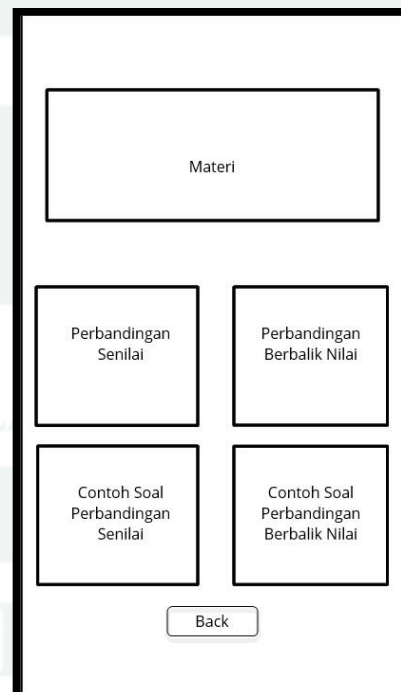 Materi
Perbandingan
Senilai
Perbandingan
Berbalik Nilai
Contoh Soal
Perbandingan
Senilai
Contoh Soal
Perbandingan
Berbalik Nilai
Back